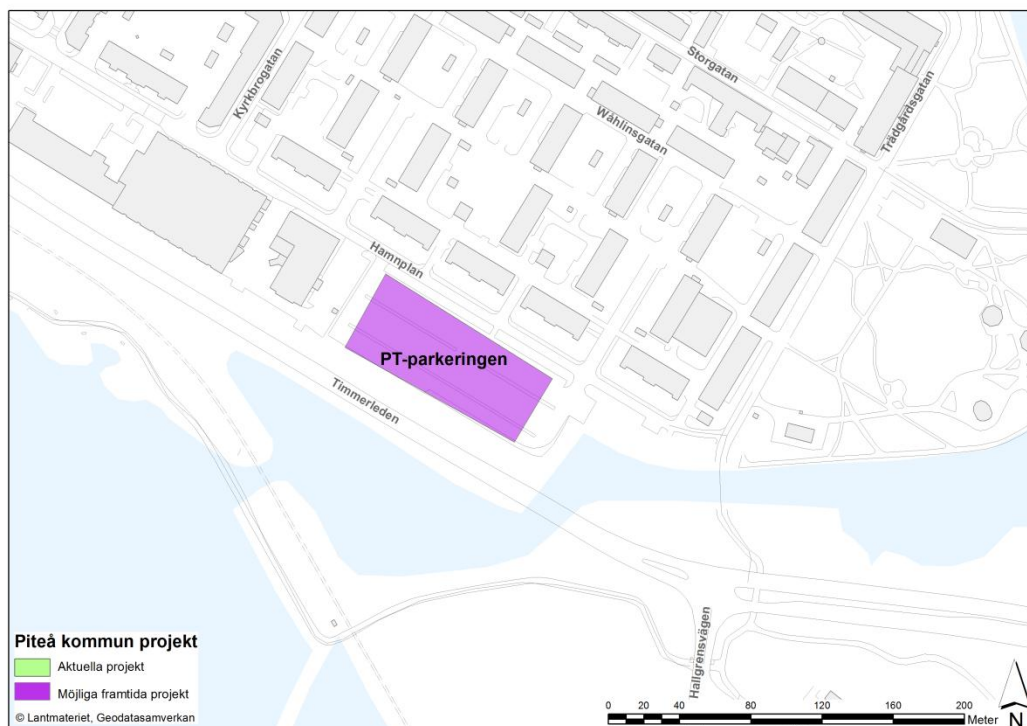 Storgatan
Kyrkbrogatan
Trädgårdsgatan
Wåhlinsgatan
Hamnplan
PT-parkeringen
Timmerleden
Hallgrensvägen
Piteå kommun projekt
Aktuella projekt
Möjliga framtida projekt
© Lantmateriet, Geodatasamverkan
0 20 40 80 120 160 200
Meter
N